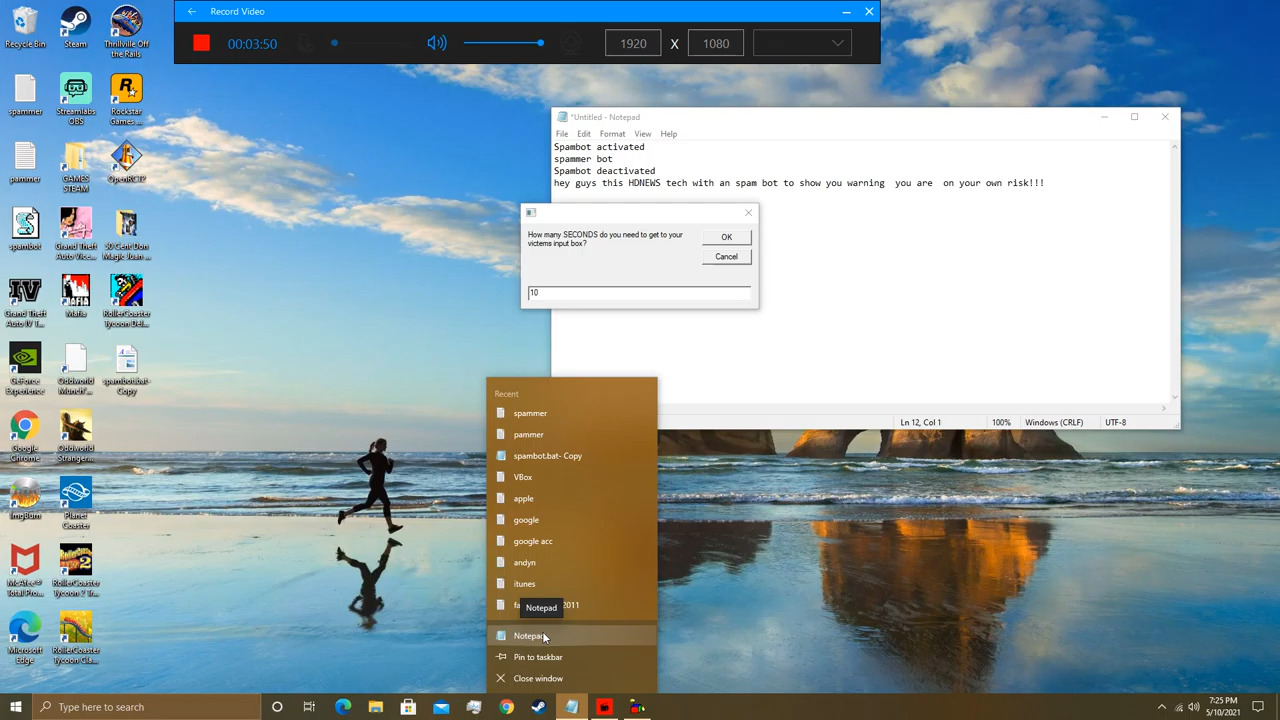 Record Video
00:03:50
1920 X 1080
Recycle Bin
Steam
Thrillville Off the Rails
spammer
Streamlabs OBS
Rockstar Games ...
pammer
GAMES STEAM
OpenRCT2
spambot
Grand Theft Auto Vice...
50 Cent Don Magic Juan ...
Grand Theft Auto IV T...
Mafia
RollerCoaster Tycoon Del...
GeForce Experience
Oddworld Munch'...
spambot.bat- Copy
Google Chrome
Oddworld Stranger...
ImgBurn
Planet Coaster
McAfee® Total Pro...
RollerCoaster Tycoon 2 Tr...
Microsoft Edge
RollerCoaster Tycoon Cla...
*Untitled - Notepad
File Edit Format View Help
Spambot activated
spammer bot
Spambot deactivated
hey guys this HDNEWS tech with an spam bot to show you warning  you are  on your own risk!!!
How many SECONDS do you need to get to your
victems input box?
OK
Cancel
10
Ln 12, Col 1 100% Windows (CRLF) UTF-8
Recent
spammer
pammer
spambot.bat- Copy
VBox
apple
google
google acc
andyn
itunes
2011
Notepad
Notepad
Pin to taskbar
Close window
Type here to search
7:25 PM
5/10/2021